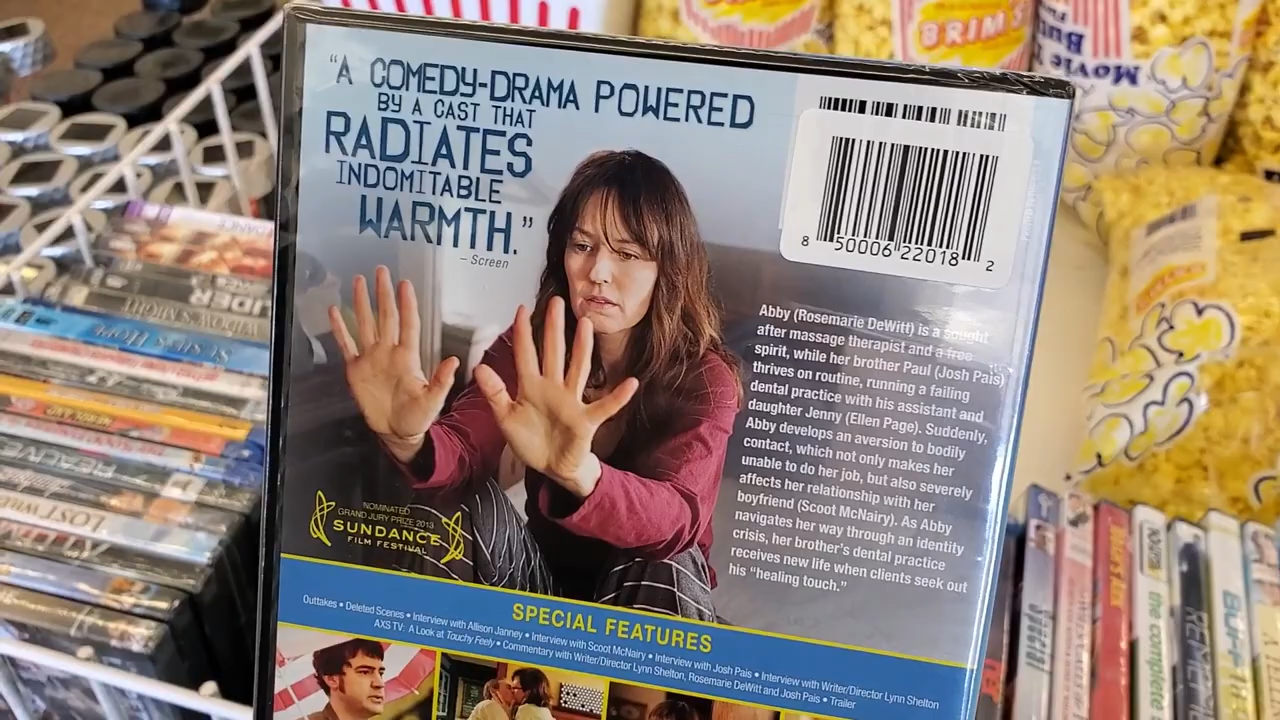 "A COMEDY-DRAMA POWERED
BY A CAST THAT
RADIATES
INDOMITABLE
WARMTH."
– Screen
8 50006 22018 2
Abby (Rosemarie DeWitt) is a sought
after massage therapist and a free
spirit, while her brother Paul (Josh Pais)
thrives on routine, running a failing
dental practice with his assistant and
daughter Jenny (Ellen Page). Suddenly,
Abby develops an aversion to bodily
contact, which not only makes her
unable to do her job, but also severely
affects her relationship with her
boyfriend (Scoot McNairy). As Abby
navigates her way through an identity
crisis, her brother's dental practice
receives new life when clients seek out
his "healing touch."
NOMINATED
GRAND JURY PRIZE 2013
SUNDANCE
FILM FESTIVAL
SPECIAL FEATURES
Outtakes • Deleted Scenes • Interview with Allison Janney • Interview with Scoot McNairy • Interview with Josh Pais • Interview with Writer/Director Lynn Shelton
AXS TV: A Look at Touchy Feely • Commentary with Writer/Director Lynn Shelton, Rosemarie DeWitt and Josh Pais • Trailer
BRIM'S
Movie
WIDOW'S NIGHT
HOPE
LOST
the complete